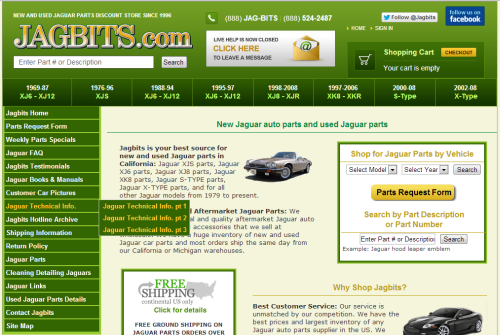 NEW AND USED JAGUAR PARTS DISCOUNT STORE SINCE 1996
JAGBITS.com
Enter Part # or Description
Search
(888) JAG-BITS
(888) 524-2487
LIVE HELP IS NOW CLOSED
CLICK HERE
TO LEAVE A MESSAGE
Follow @Jagbits
follow us on
facebook
HOME
SIGN IN
Shopping Cart
CHECKOUT
Your cart is empty
1969-87
XJ6 - XJ12
1976-96
XJS
1988-94
XJ6 - XJ12
1995-97
XJ6 - XJ12
1998-2003
XJ8 - XJR
1997-2006
XK8 - XKR
2000-08
S-Type
2002-08
X-Type
Jagbits Home
Parts Request Form
Weekly Parts Specials
Jaguar FAQ
Jagbits Testimonials
Jaguar Books & Manuals
Customer Car Pictures
Jaguar Technical Info.
Jagbits Hotline Archive
Shipping Information
Return Policy
Jaguar Parts
Cleaning Detailing Jaguars
Jaguar Links
Used Jaguar Parts Details
Contact Jagbits
Site Map
Jaguar Technical Info. pt 1
Jaguar Technical Info. pt 2
Jaguar Technical Info. pt 3
New Jaguar auto parts and used Jaguar parts
Jagbits is your best source for
new and used Jaguar parts in
California: Jaguar XJS parts, Jaguar
XJ6 parts, Jaguar XJ8 parts, Jaguar
XK8 parts, Jaguar S-TYPE parts,
Jaguar X-TYPE parts, and for all
other Jaguar models from 1979 to present.
Aftermarket Jaguar Parts: We
al and quality aftermarket Jaguar auto
accessories that we sell at
a huge inventory of new and used
Jaguar car parts and most orders ship the same day from
our California or Michigan warehouses.
FREE
SHIPPING
continental US only
Click for details
FREE GROUND SHIPPING ON
JAGUAR PARTS ORDERS OVER
Shop for Jaguar Parts by Vehicle
Select Model
Select Year
Search
Parts Request Form
Search by Part Description
or Part Number
Enter Part # or Descriptio
Search
Example: Jaguar hood leaper emblem
Why Shop Jagbits?
Best Customer Service: Our service is
unmatched by our competition. We have the
best prices and largest inventory of any
Jaguar auto parts supplier in the US. We